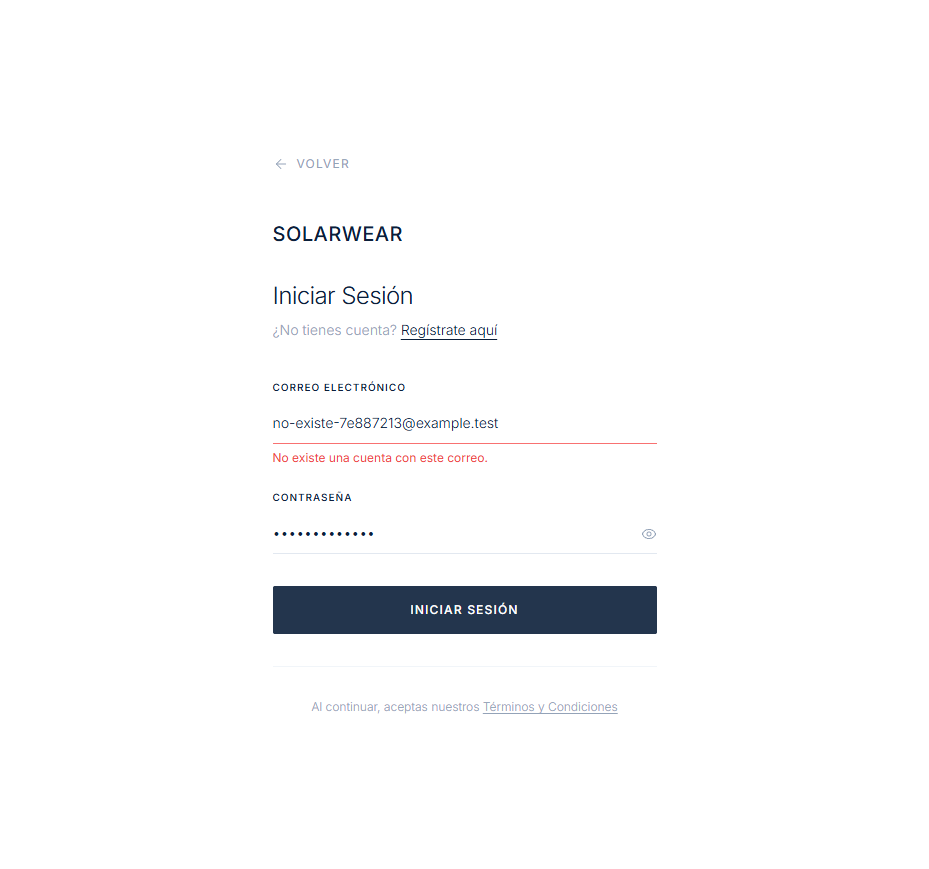 ← VOLVER
SOLARWEAR
Iniciar Sesión
¿No tienes cuenta? Regístrate aquí
CORREO ELECTRÓNICO
no-existe-7e887213@example.test
No existe una cuenta con este correo.
CONTRASEÑA
•••••••••••••
INICIAR SESIÓN
Al continuar, aceptas nuestros Términos y Condiciones